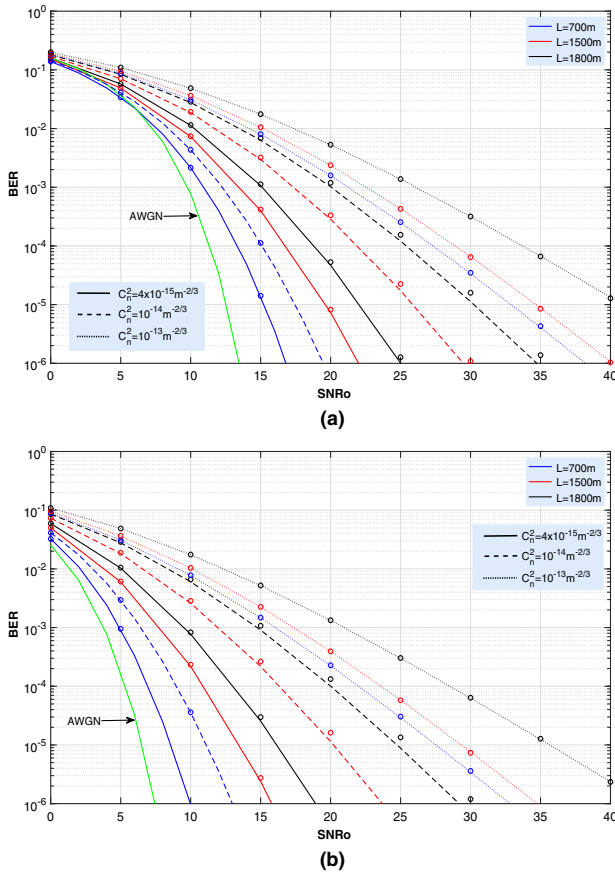 10^0
10^-1
10^-2
10^-3
10^-4
10^-5
10^-6
BER
L=700m
L=1500m
L=1800m
AWGN
C_n^2=4x10^-15m^-2/3
C_n^2=10^-14m^-2/3
C_n^2=10^-13m^-2/3
0 5 10 15 20 25 30 35 40
SNRo
(a)
10^0
10^-1
10^-2
10^-3
10^-4
10^-5
10^-6
BER
L=700m
L=1500m
L=1800m
C_n^2=4x10^-15m^-2/3
C_n^2=10^-14m^-2/3
C_n^2=10^-13m^-2/3
AWGN
0 5 10 15 20 25 30 35 40
SNRo
(b)